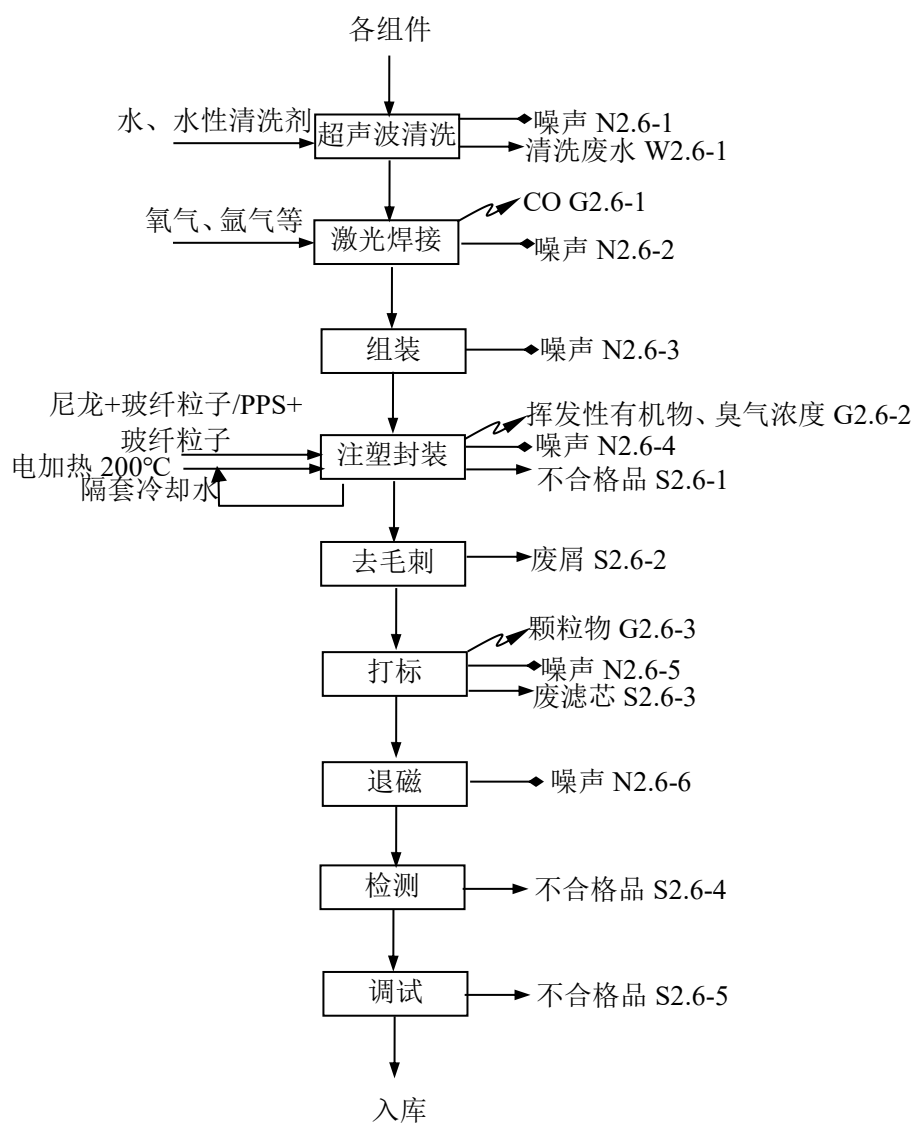 各组件
水、水性清洗剂
超声波清洗
噪声 N2.6-1
清洗废水 W2.6-1
氧气、氩气等
激光焊接
CO G2.6-1
噪声 N2.6-2
组装
噪声 N2.6-3
尼龙+玻纤粒子/PPS+
玻纤粒子
电加热 200℃
隔套冷却水
注塑封装
挥发性有机物、臭气浓度 G2.6-2
噪声 N2.6-4
不合格品 S2.6-1
去毛刺
废屑 S2.6-2
打标
颗粒物 G2.6-3
噪声 N2.6-5
废滤芯 S2.6-3
退磁
噪声 N2.6-6
检测
不合格品 S2.6-4
调试
不合格品 S2.6-5
入库